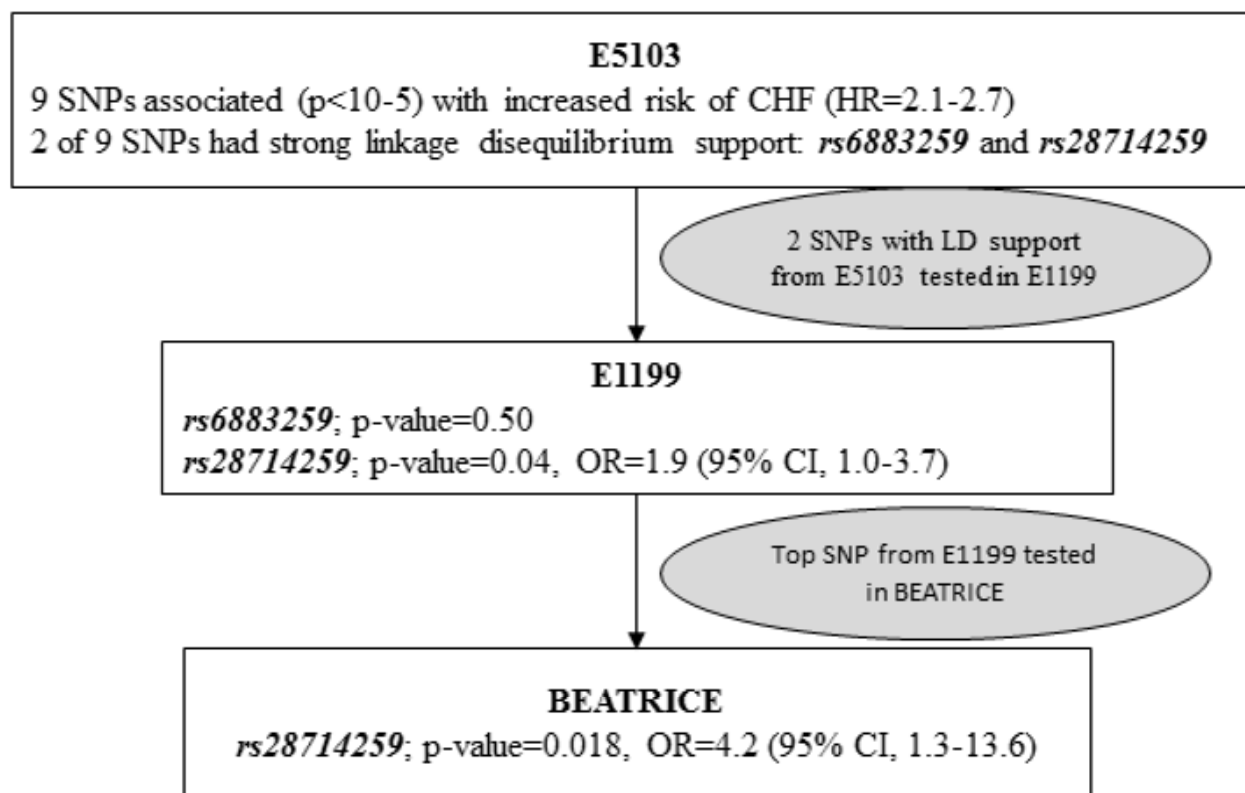 E5103
9 SNPs associated (p<10-5) with increased risk of CHF (HR=2.1-2.7)
2 of 9 SNPs had strong linkage disequilibrium support: rs6883259 and rs28714259
2 SNPs with LD support
from E5103 tested in E1199
E1199
rs6883259; p-value=0.50
rs28714259; p-value=0.04, OR=1.9 (95% CI, 1.0-3.7)
Top SNP from E1199 tested
in BEATRICE
BEATRICE
rs28714259; p-value=0.018, OR=4.2 (95% CI, 1.3-13.6)